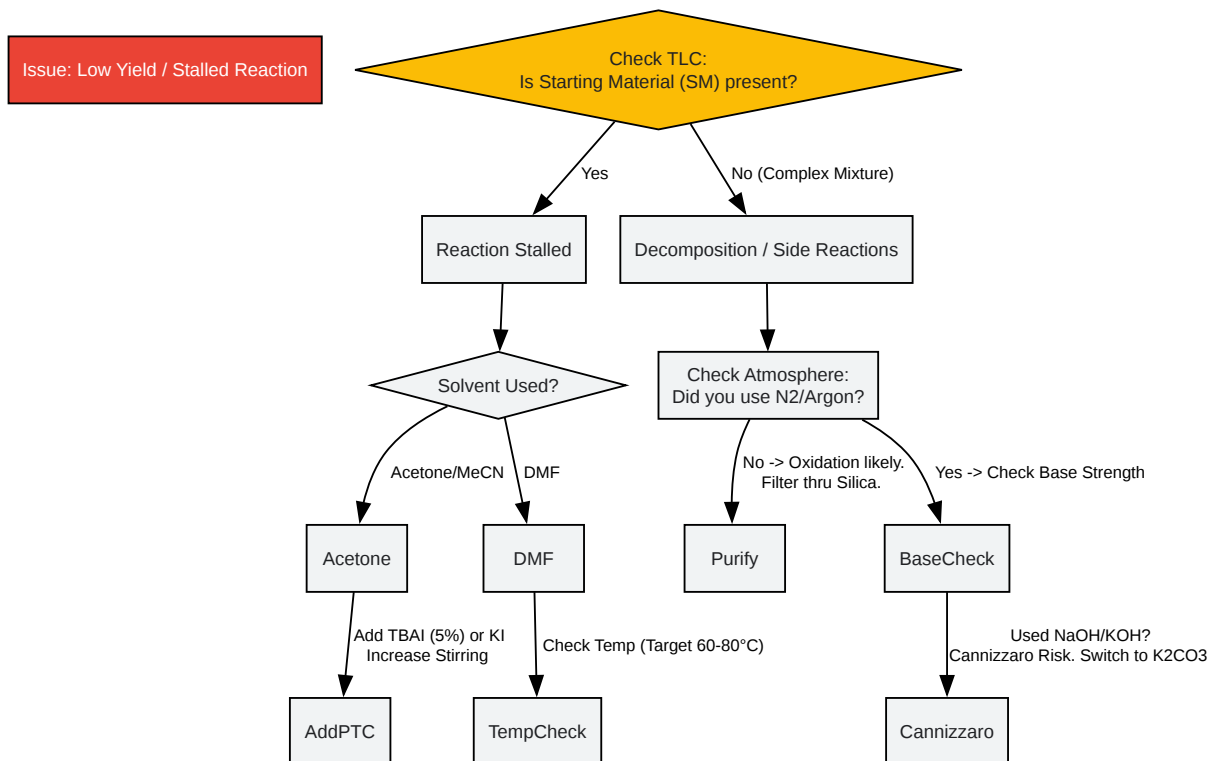 Issue: Low Yield / Stalled Reaction
Check TLC:
Is Starting Material (SM) present?
Yes
No (Complex Mixture)
Reaction Stalled
Decomposition / Side Reactions
Solvent Used?
Check Atmosphere:
Did you use N2/Argon?
Acetone/MeCN
DMF
No -> Oxidation likely.
Filter thru Silica.
Yes -> Check Base Strength
Acetone
DMF
Purify
BaseCheck
Add TBAI (5%) or KI
Increase Stirring
Check Temp (Target 60-80°C)
Used NaOH/KOH?
Cannizzaro Risk. Switch to K2CO3
AddPTC
TempCheck
Cannizzaro